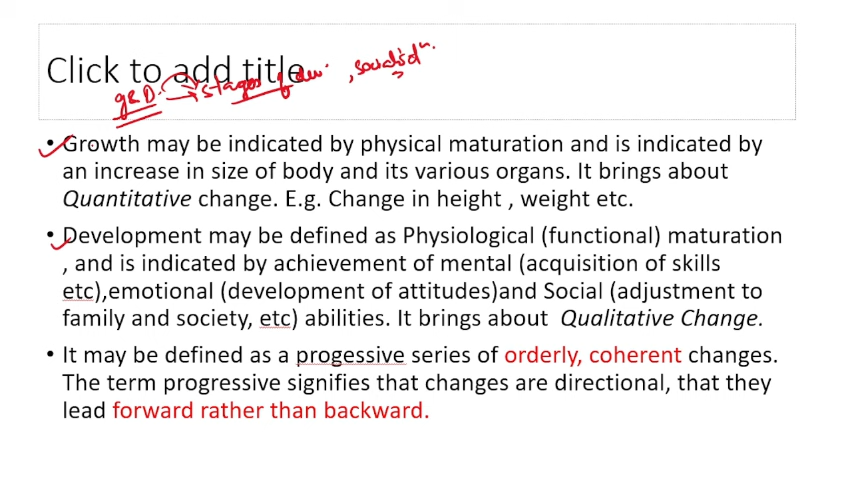 Click to add title
g & D. → stages of dev. , socialisdn.
• Growth may be indicated by physical maturation and is indicated by
an increase in size of body and its various organs. It brings about
Quantitative change. E.g. Change in height , weight etc.
• Development may be defined as Physiological (functional) maturation
, and is indicated by achievement of mental (acquisition of skills
etc),emotional (development of attitudes)and Social (adjustment to
family and society, etc) abilities. It brings about Qualitative Change.
• It may be defined as a progessive series of orderly, coherent changes.
The term progressive signifies that changes are directional, that they
lead forward rather than backward.